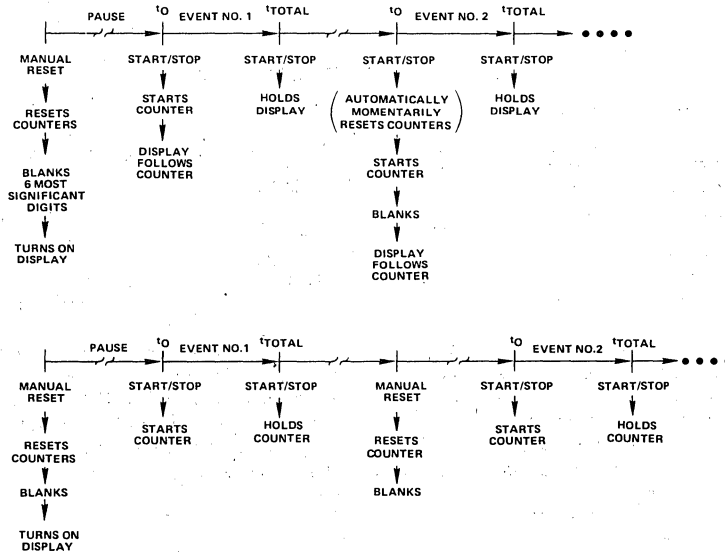 PAUSE
tO
EVENT NO. 1
tTOTAL
tO
EVENT NO. 2
tTOTAL
MANUAL
RESET
RESETS
COUNTERS
BLANKS
6 MOST
SIGNIFICANT
DIGITS
TURNS ON
DISPLAY
START/STOP
STARTS
COUNTER
DISPLAY
FOLLOWS
COUNTER
START/STOP
HOLDS
DISPLAY
START/STOP
(AUTOMATICALLY
MOMENTARILY
RESETS COUNTERS)
STARTS
COUNTER
BLANKS
DISPLAY
FOLLOWS
COUNTER
START/STOP
HOLDS
DISPLAY
PAUSE
tO
EVENT NO.1
tTOTAL
tO
EVENT NO.2
tTOTAL
MANUAL
RESET
RESETS
COUNTERS
BLANKS
TURNS ON
DISPLAY
START/STOP
STARTS
COUNTER
START/STOP
HOLDS
COUNTER
MANUAL
RESET
RESETS
COUNTER
BLANKS
START/STOP
STARTS
COUNTER
START/STOP
HOLDS
COUNTER